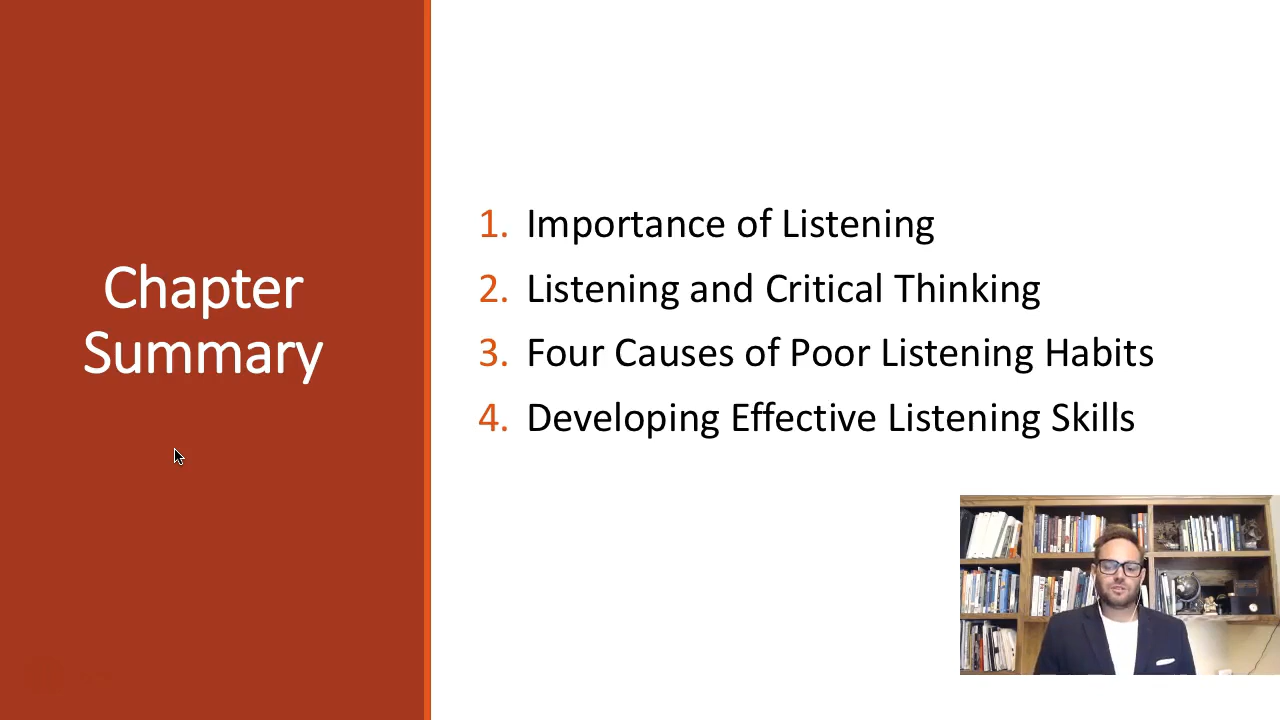 Chapter
Summary
1. Importance of Listening
2. Listening and Critical Thinking
3. Four Causes of Poor Listening Habits
4. Developing Effective Listening Skills